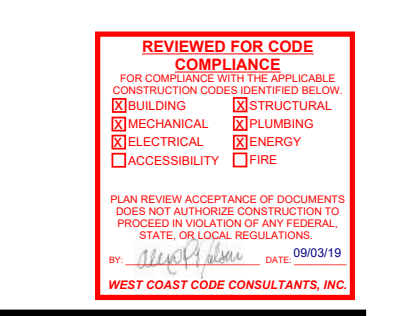 REVIEWED FOR CODE
COMPLIANCE
FOR COMPLIANCE WITH THE APPLICABLE
CONSTRUCTION CODES IDENTIFIED BELOW.
X BUILDING X STRUCTURAL
X MECHANICAL X PLUMBING
X ELECTRICAL X ENERGY
ACCESSIBILITY FIRE
PLAN REVIEW ACCEPTANCE OF DOCUMENTS
DOES NOT AUTHORIZE CONSTRUCTION TO
PROCEED IN VIOLATION OF ANY FEDERAL,
STATE, OR LOCAL REGULATIONS.
BY: DATE: 09/03/19
WEST COAST CODE CONSULTANTS, INC.